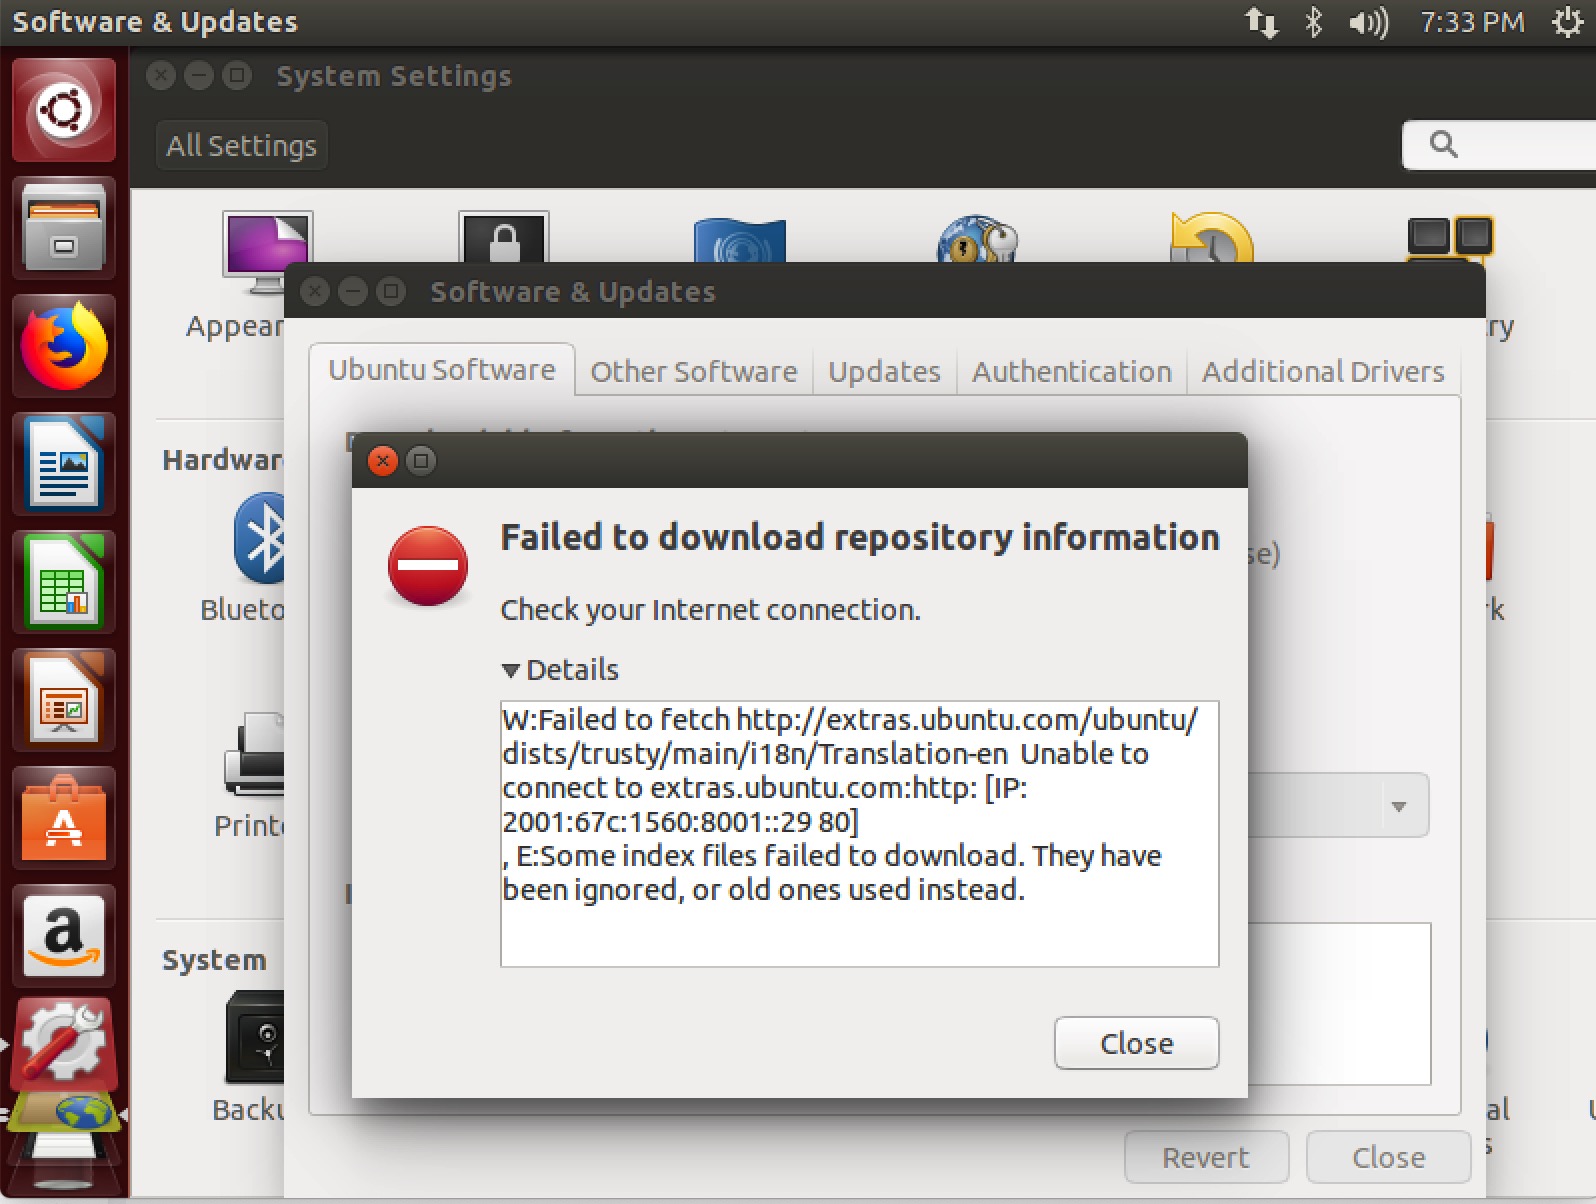 Software & Updates
7:33 PM
System Settings
All Settings
Appear
ry
Software & Updates
Ubuntu Software
Other Software
Updates
Authentication
Additional Drivers
Hardwar
Failed to download repository information
se)
Check your Internet connection.
Blueto
rk
Details
W:Failed to fetch http://extras.ubuntu.com/ubuntu/
dists/trusty/main/i18n/Translation-en Unable to
connect to extras.ubuntu.com:http: [IP:
2001:67c:1560:8001::29 80]
, E:Some index files failed to download. They have
been ignored, or old ones used instead.
Printe
System
Close
Backu
al
s
Revert
Close